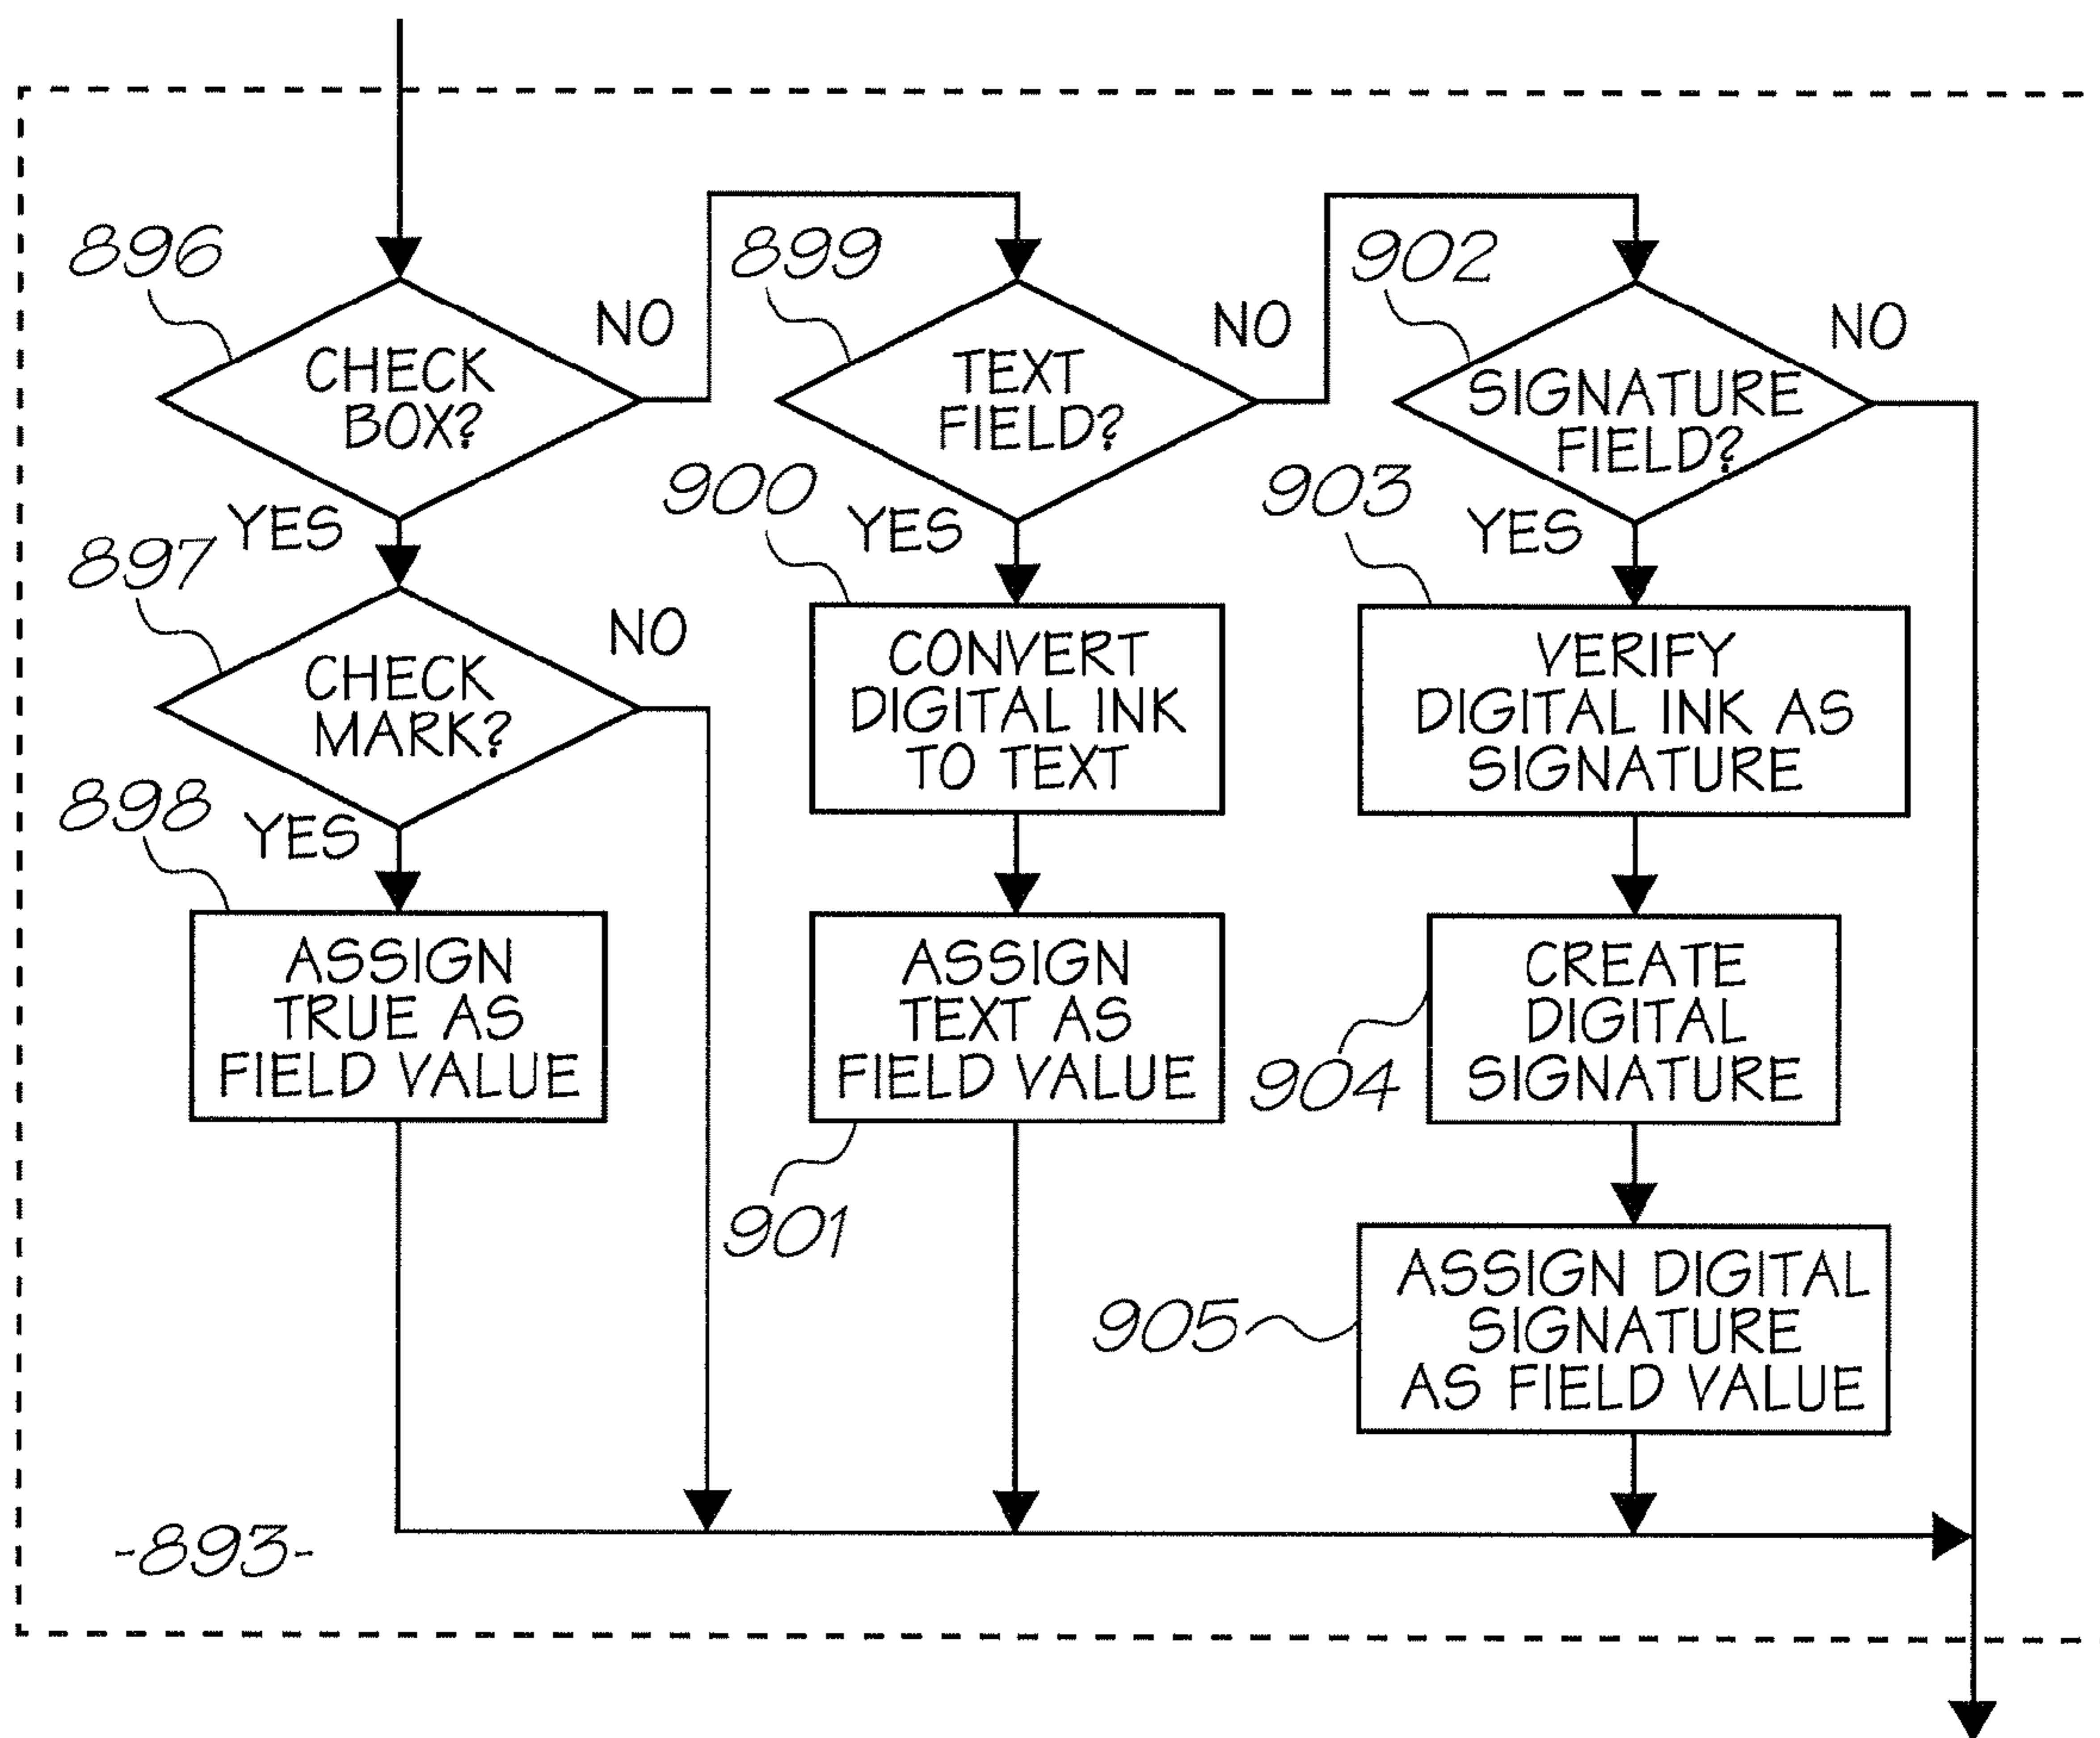 896
CHECK
BOX?
NO
YES
897
CHECK
MARK?
NO
898
YES
ASSIGN
TRUE AS
FIELD VALUE
899
TEXT
FIELD?
NO
900
YES
CONVERT
DIGITAL INK
TO TEXT
ASSIGN
TEXT AS
FIELD VALUE
901
902
SIGNATURE
FIELD?
NO
903
YES
VERIFY
DIGITAL INK AS
SIGNATURE
CREATE
DIGITAL
SIGNATURE
904
ASSIGN DIGITAL
SIGNATURE
AS FIELD VALUE
905
-893-